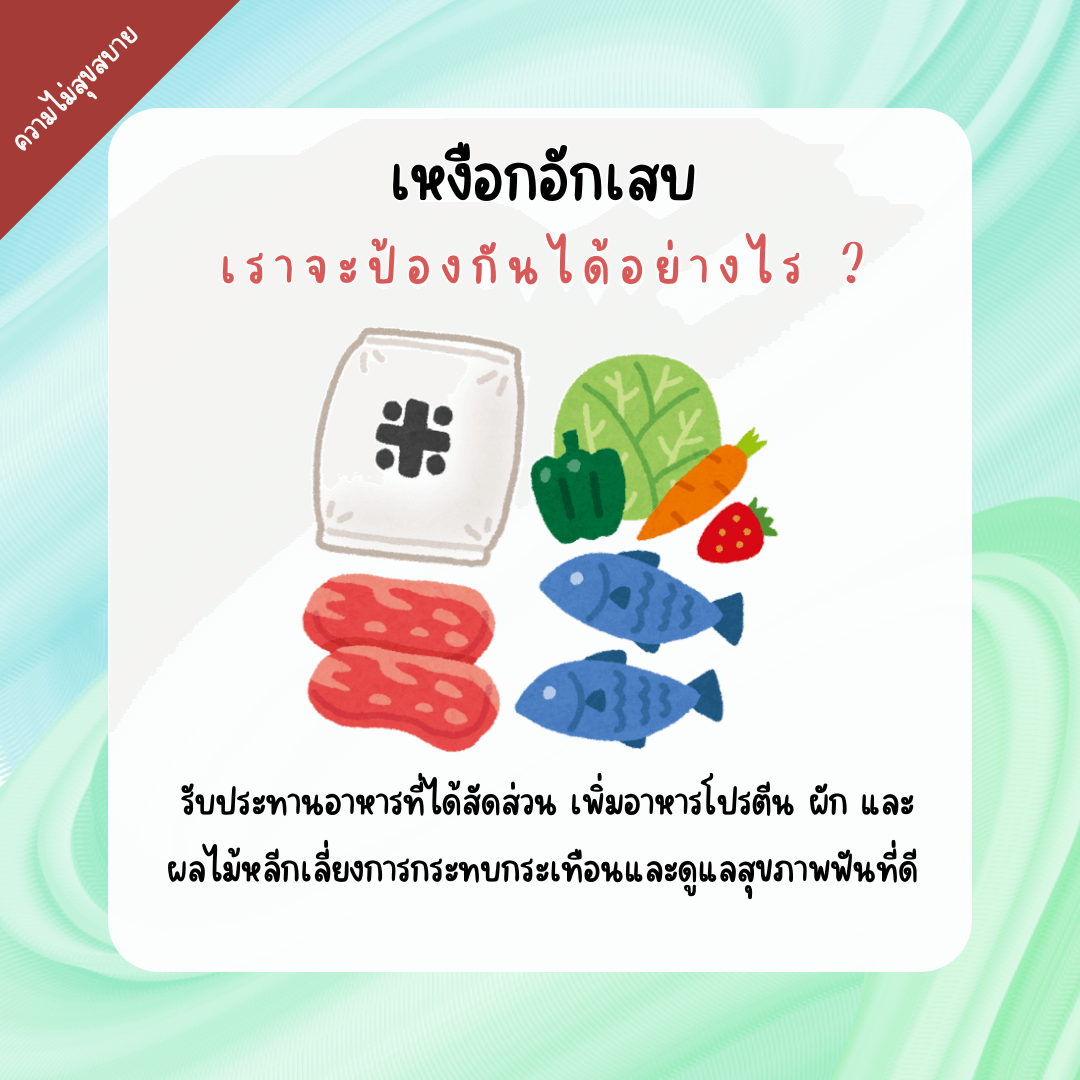 ความไม่สุขสบาย
เหงือกอักเสบ
เราจะป้องกันได้อย่างไร ?
米
รับประทานอาหารที่ได้สัดส่วน เพิ่มอาหารโปรตีน ผัก และ
ผลไม้หลีกเลี่ยงการกระทบกระเทือนและดูแลสุขภาพฟันที่ดี